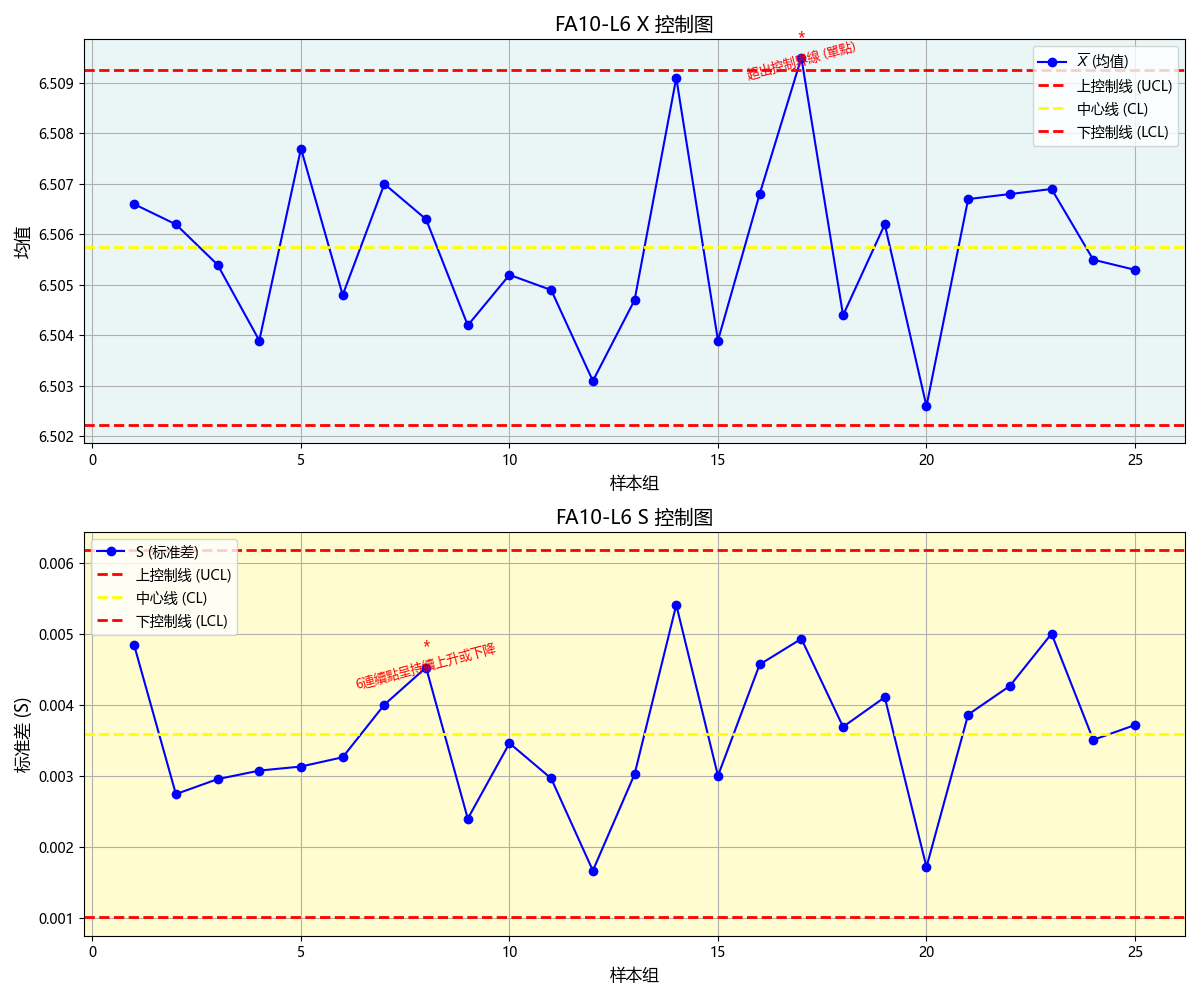 FA10-L6 X 控制图
*
超出控制界線 (單點)
X̅ (均值)
上控制线 (UCL)
中心线 (CL)
下控制线 (LCL)
均值
6.509
6.508
6.507
6.506
6.505
6.504
6.503
6.502
0 5 10 15 20 25
样本组
FA10-L6 S 控制图
S (标准差)
上控制线 (UCL)
中心线 (CL)
下控制线 (LCL)
*
6連續點呈持續上升或下降
标准差 (S)
0.006
0.005
0.004
0.003
0.002
0.001
0 5 10 15 20 25
样本组